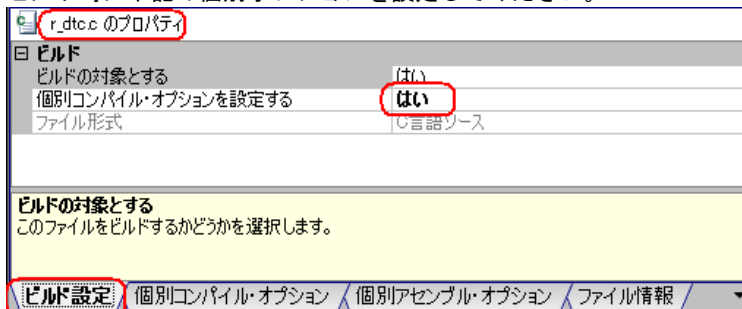 r_dtc.c のプロパティ
ビルド
ビルドの対象とする はい
個別コンパイル・オプションを設定する はい
ファイル形式 C言語ソース
ビルドの対象とする
このファイルをビルドするかどうかを選択します。
ビルド設定 個別コンパイル・オプション 個別アセンブル・オプション ファイル情報